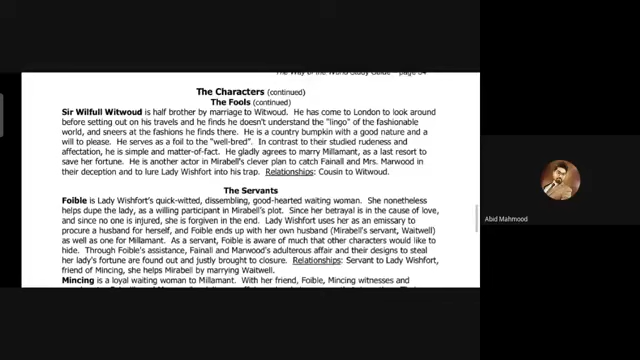 The Way of the World Study Guide – page 34
The Characters (continued)
The Fools (continued)
Sir Wilfull Witwoud is half brother by marriage to Witwoud. He has come to London to look around
before setting out on his travels and he finds he doesn't understand the "lingo" of the fashionable
world, and sneers at the fashions he finds there. He is a country bumpkin with a good nature and a
will to please. He serves as a foil to the "well-bred". In contrast to their studied rudeness and
affectation, he is simple and matter-of-fact. He gladly agrees to marry Millamant, as a last resort to
save her fortune. He is another actor in Mirabell's clever plan to catch Fainall and Mrs. Marwood in
their deception and to lure Lady Wishfort into his trap. Relationships: Cousin to Witwoud.
The Servants
Foible is Lady Wishfort's quick-witted, dissembling, good-hearted waiting woman. She nonetheless
helps dupe the lady, as a willing participant in Mirabell's plot. Since her betrayal is in the cause of love,
and since no one is injured, she is forgiven in the end. Lady Wishfort uses her as an emissary to
procure a husband for herself, and Foible ends up with her own husband (Mirabell's servant, Waitwell)
as well as one for Millamant. As a servant, Foible is aware of much that other characters would like to
hide. Through Foible's assistance, Fainall and Marwood's adulterous affair and their designs to steal
her lady's fortune are found out and justly brought to closure. Relationships: Servant to Lady Wishfort,
friend of Mincing, she helps Mirabell by marrying Waitwell.
Mincing is a loyal waiting woman to Millamant. With her friend, Foible, Mincing witnesses and
Abid Mahmood